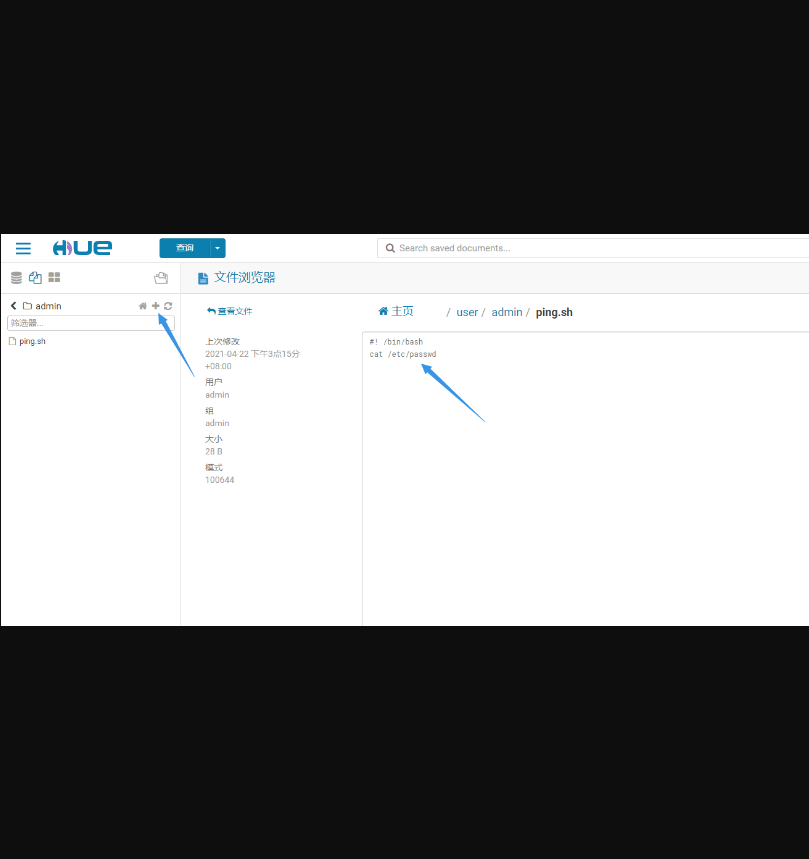 HUE
查询
Search saved documents...
文件浏览器
admin
筛选器...
ping.sh
查看文件
主页 / user / admin / ping.sh
上次修改
2021-04-22 下午3点15分
+08:00
用户
admin
组
admin
大小
28 B
模式
100644
#! /bin/bash
cat /etc/passwd